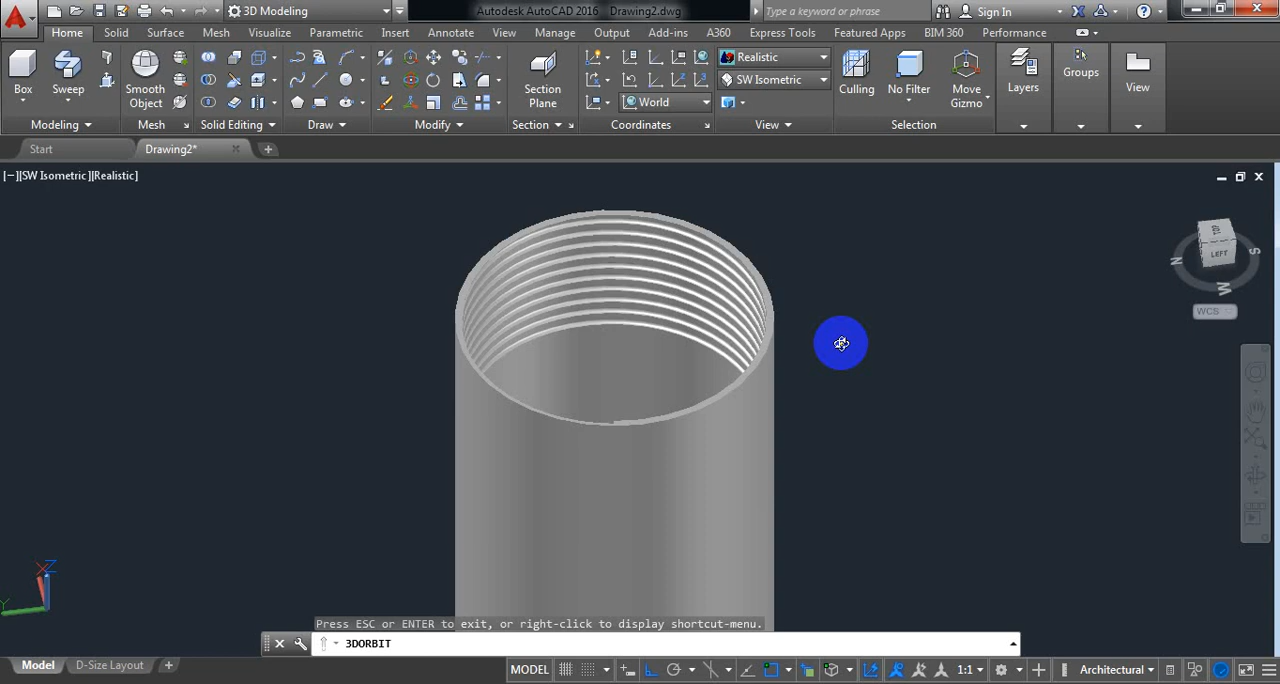 3D Modeling
Autodesk AutoCAD 2016 Drawing2.dwg
Type a keyword or phrase
Sign In
Home Solid Surface Mesh Visualize Parametric Insert Annotate View Manage Output Add-ins A360 Express Tools Featured Apps BIM 360 Performance
Realistic
SW Isometric
World
Box Sweep
Smooth
Object
Section
Plane
Culling No Filter
Move
Gizmo
Layers
Groups
View
Modeling Mesh Solid Editing Draw Modify Section Coordinates View Selection
Start Drawing2*
[−][SW Isometric][Realistic]
TOP
LEFT
N S
W
WCS
X Z
Y
Press ESC or ENTER to exit, or right-click to display shortcut-menu.
3DORBIT
Model D-Size Layout
MODEL 1:1 Architectural